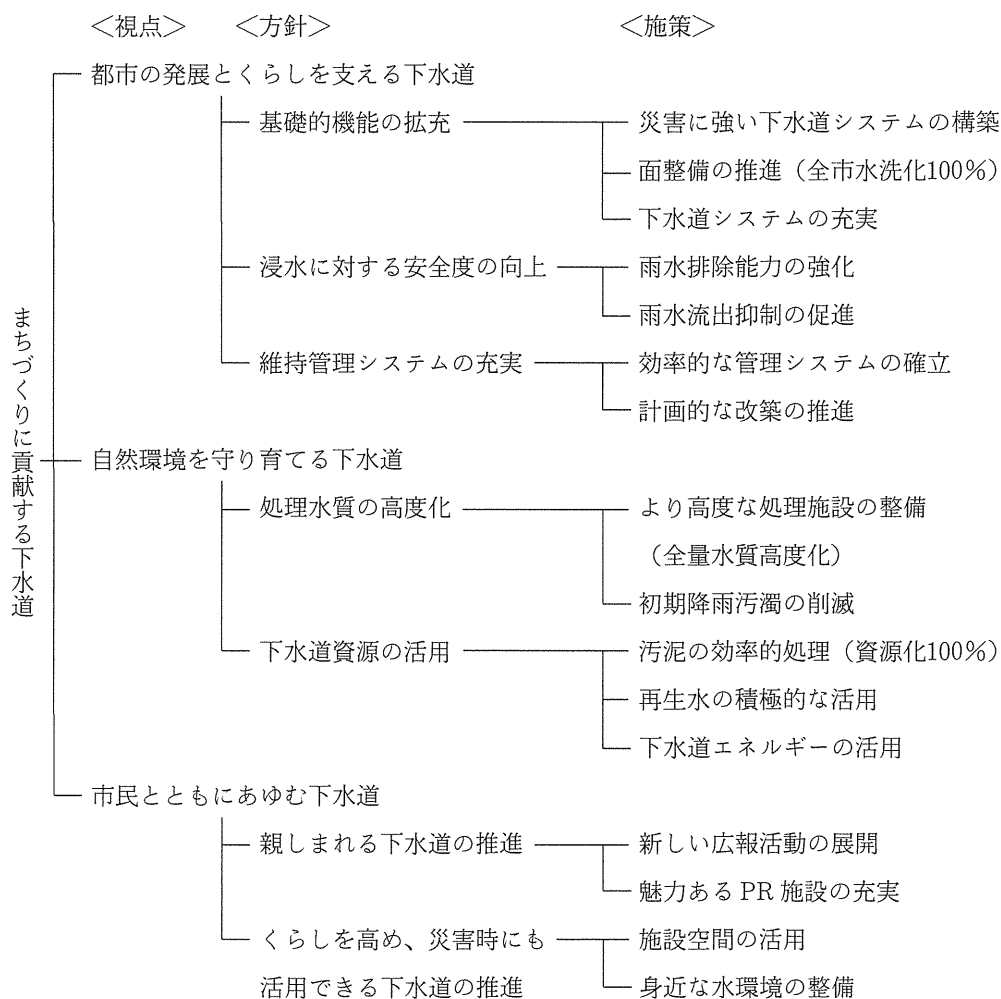 ＜視点＞ ＜方針＞ ＜施策＞
まちづくりに貢献する下水道
都市の発展とくらしを支える下水道
基礎的機能の拡充 災害に強い下水道システムの構築
面整備の推進（全市水洗化100％）
下水道システムの充実
浸水に対する安全度の向上 雨水排除能力の強化
雨水流出抑制の促進
維持管理システムの充実 効率的な管理システムの確立
計画的な改築の推進
自然環境を守り育てる下水道
処理水質の高度化 より高度な処理施設の整備
（全量水質高度化）
初期降雨汚濁の削減
下水道資源の活用 汚泥の効率的処理（資源化100％）
再生水の積極的な活用
下水道エネルギーの活用
市民とともにあゆむ下水道
親しまれる下水道の推進 新しい広報活動の展開
魅力あるPR施設の充実
くらしを高め、災害時にも 施設空間の活用
活用できる下水道の推進 身近な水環境の整備